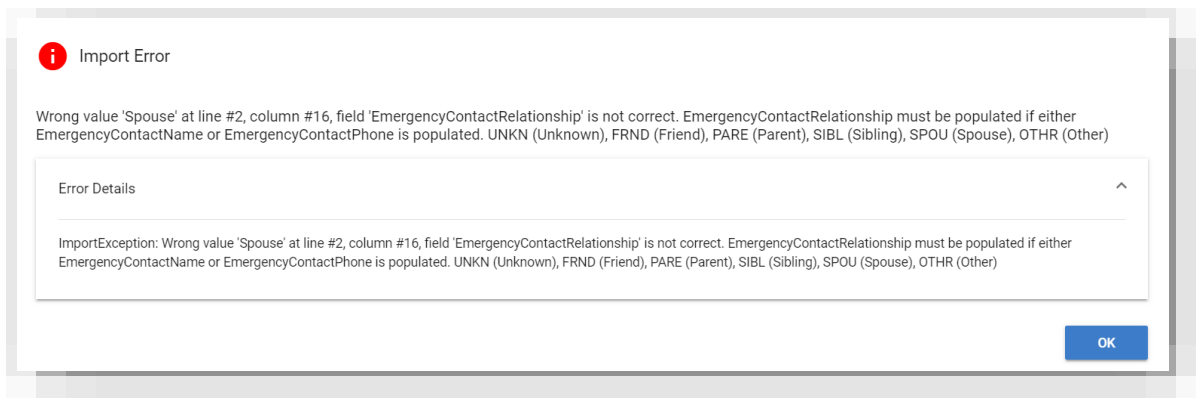 Import Error
Wrong value 'Spouse' at line #2, column #16, field 'EmergencyContactRelationship' is not correct. EmergencyContactRelationship must be populated if either
EmergencyContactName or EmergencyContactPhone is populated. UNKN (Unknown), FRND (Friend), PARE (Parent), SIBL (Sibling), SPOU (Spouse), OTHR (Other)
Error Details
ImportException: Wrong value 'Spouse' at line #2, column #16, field 'EmergencyContactRelationship' is not correct. EmergencyContactRelationship must be populated if either
EmergencyContactName or EmergencyContactPhone is populated. UNKN (Unknown), FRND (Friend), PARE (Parent), SIBL (Sibling), SPOU (Spouse), OTHR (Other)
OK